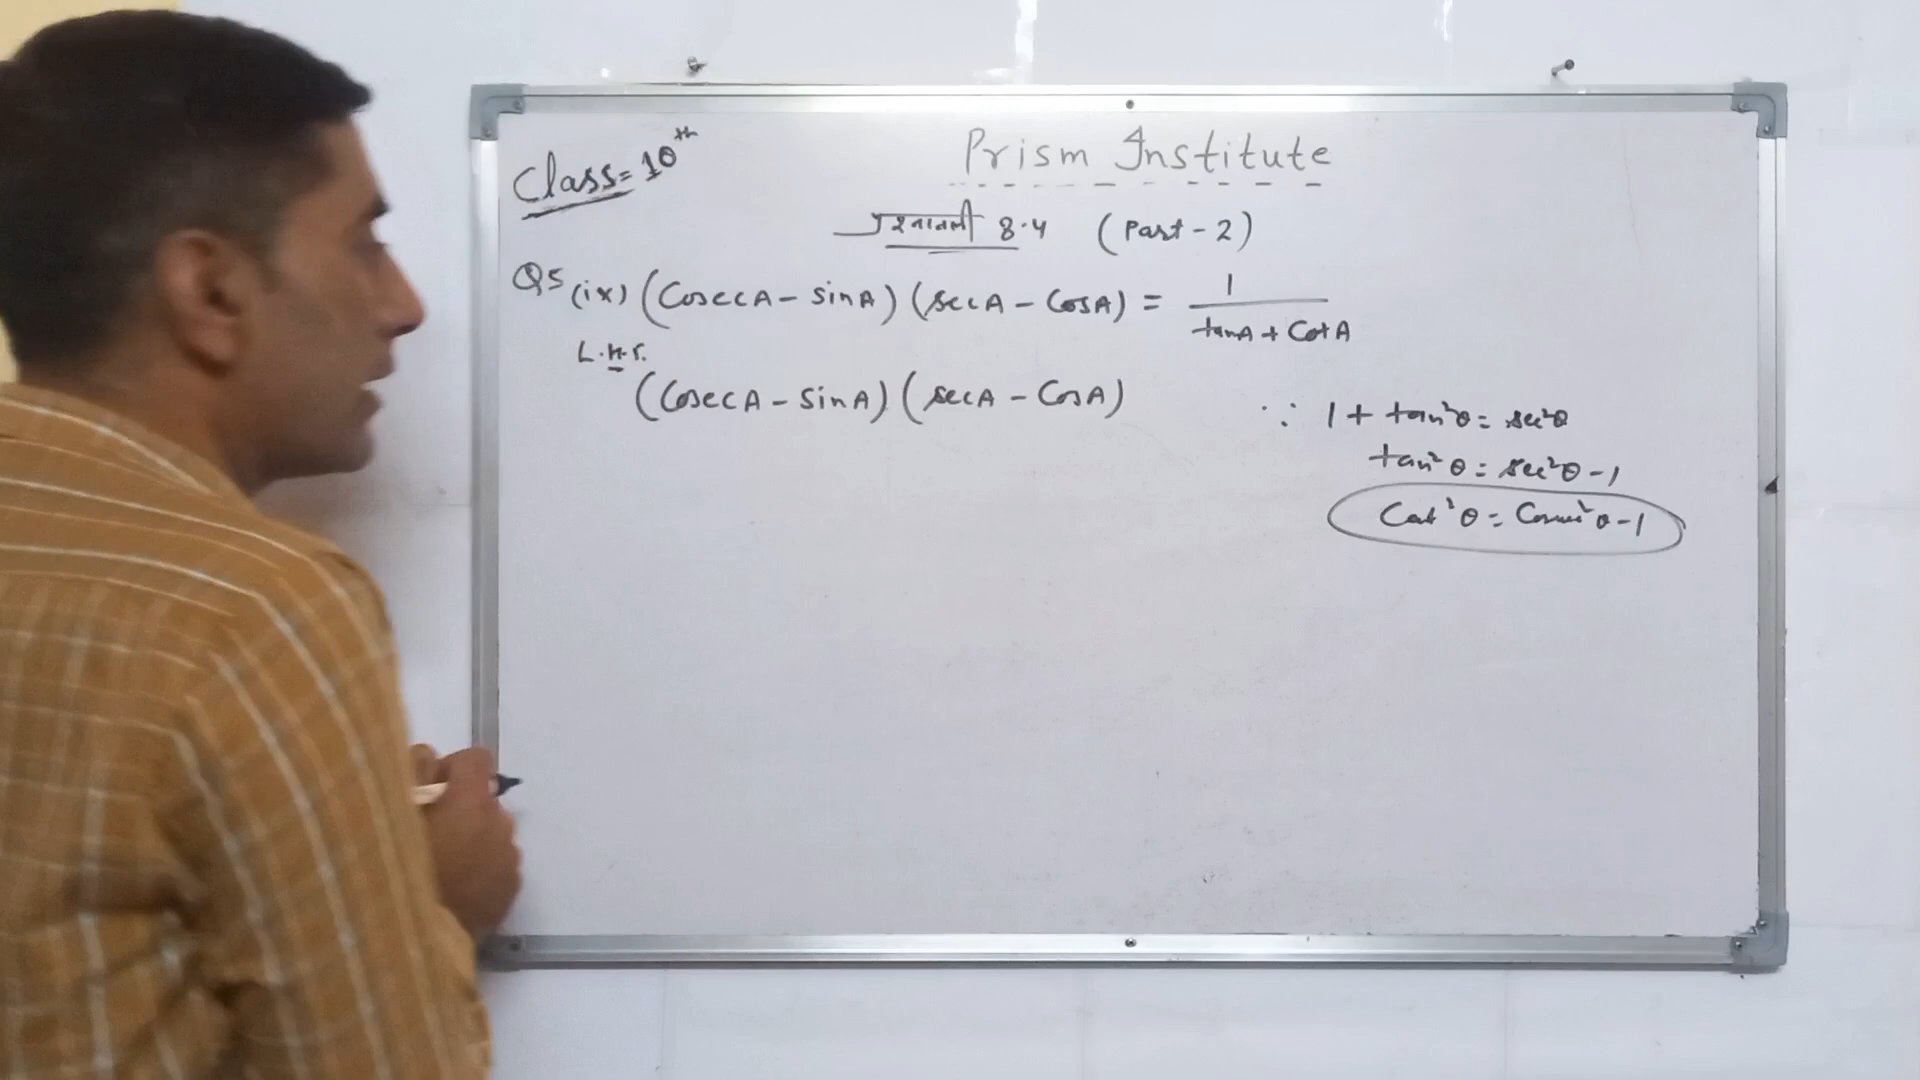 Class = 10th
Prism Institute
प्रश्नावली 8.4 (Part - 2)
Q5 (ix) (CosecA - sinA) (secA - CosA) = 1 / tanA + CotA
L.H.S.
(CosecA - sinA) (secA - CosA)
∵ 1 + tan²θ = sec²θ
tan²θ = sec²θ - 1
Cot²θ = Cosec²θ - 1